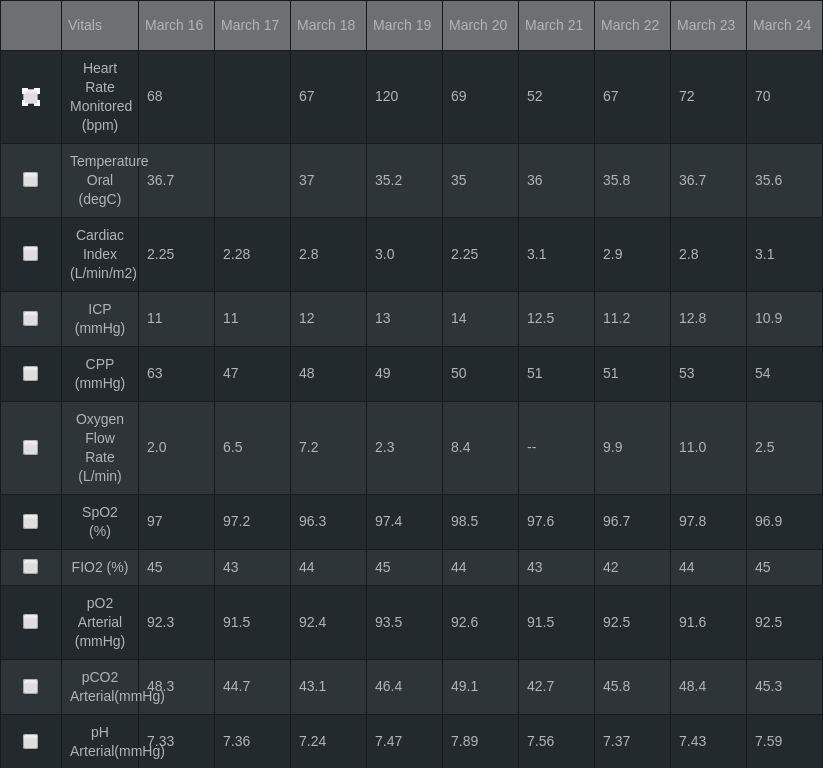 Vitals March 16 March 17 March 18 March 19 March 20 March 21 March 22 March 23 March 24
Heart
Rate
Monitored
(bpm)
68 67 120 69 52 67 72 70
Temperature
Oral
(degC)
36.7 37 35.2 35 36 35.8 36.7 35.6
Cardiac
Index
(L/min/m2)
2.25 2.28 2.8 3.0 2.25 3.1 2.9 2.8 3.1
ICP
(mmHg)
11 11 12 13 14 12.5 11.2 12.8 10.9
CPP
(mmHg)
63 47 48 49 50 51 51 53 54
Oxygen
Flow
Rate
(L/min)
2.0 6.5 7.2 2.3 8.4 -- 9.9 11.0 2.5
SpO2
(%)
97 97.2 96.3 97.4 98.5 97.6 96.7 97.8 96.9
FIO2 (%) 45 43 44 45 44 43 42 44 45
pO2
Arterial
(mmHg)
92.3 91.5 92.4 93.5 92.6 91.5 92.5 91.6 92.5
pCO2
Arterial(mmHg)
48.3 44.7 43.1 46.4 49.1 42.7 45.8 48.4 45.3
pH
Arterial(mmHg)
7.33 7.36 7.24 7.47 7.89 7.56 7.37 7.43 7.59